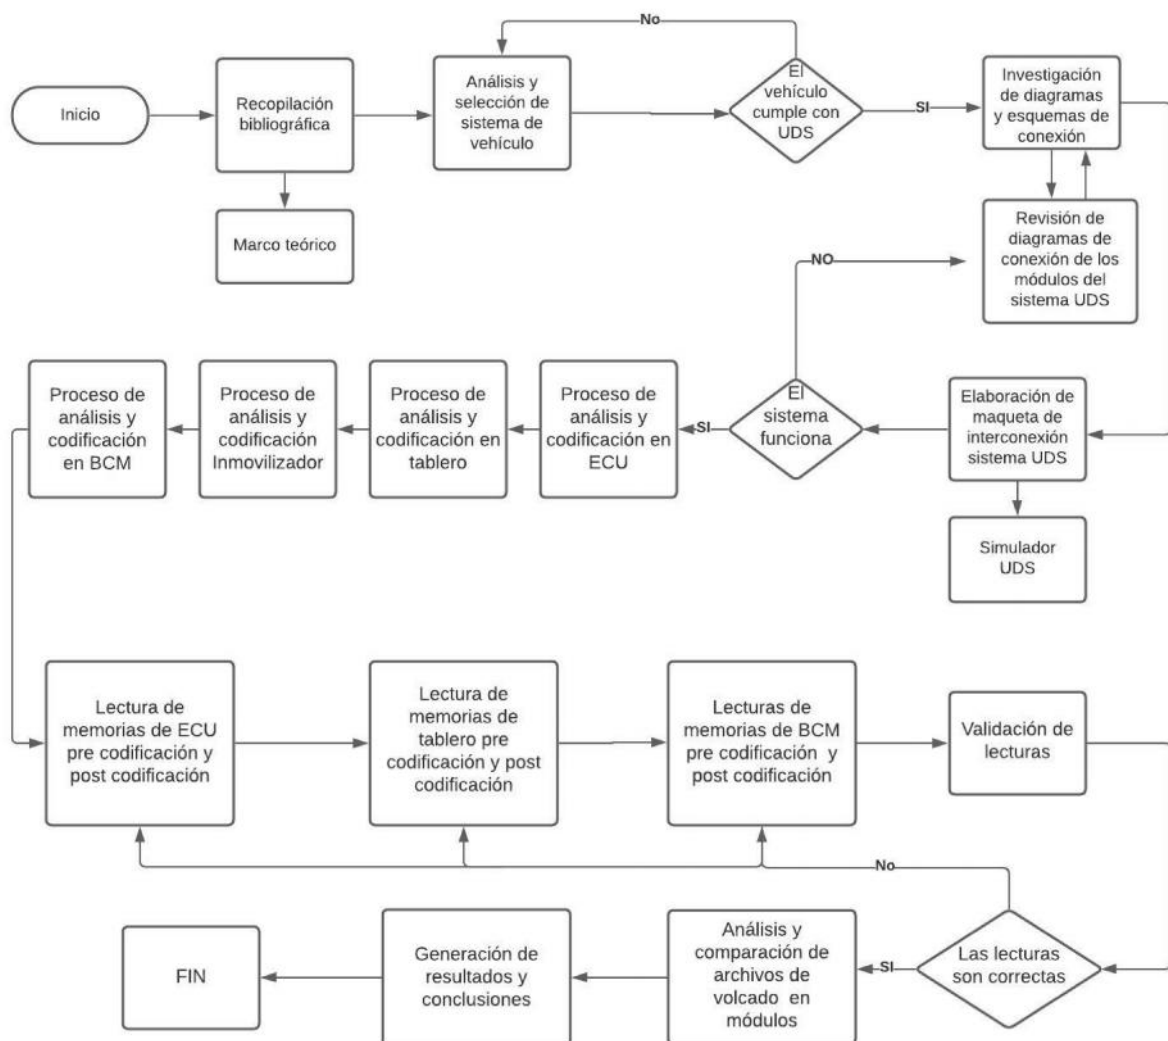 No
Inicio
Recopilación
bibliográfica
Análisis y
selección de
sistema de
vehículo
El
vehículo
cumple con
UDS
SI
Investigación
de diagramas
y esquemas de
conexión
Marco teórico
Revisión de
diagramas de
conexión de los
módulos del
sistema UDS
NO
Proceso de
análisis y
codificación
en BCM
Proceso de
análisis y
codificación
Inmovilizador
Proceso de
análisis y
codificación en
tablero
Proceso de
análisis y
codificación en
ECU
SI
El
sistema
funciona
Elaboración de
maqueta de
interconexión
sistema UDS
Simulador
UDS
Lectura de
memorias de ECU
pre codificación y
post codificación
Lectura de
memorias de
tablero pre
codificación y post
codificación
Lecturas de
memorias de BCM
pre codificación y
post codificación
Validación de
lecturas
No
FIN
Generación de
resultados y
conclusiones
Análisis y
comparación de
archivos de
volcado en
módulos
SI
Las lecturas
son correctas